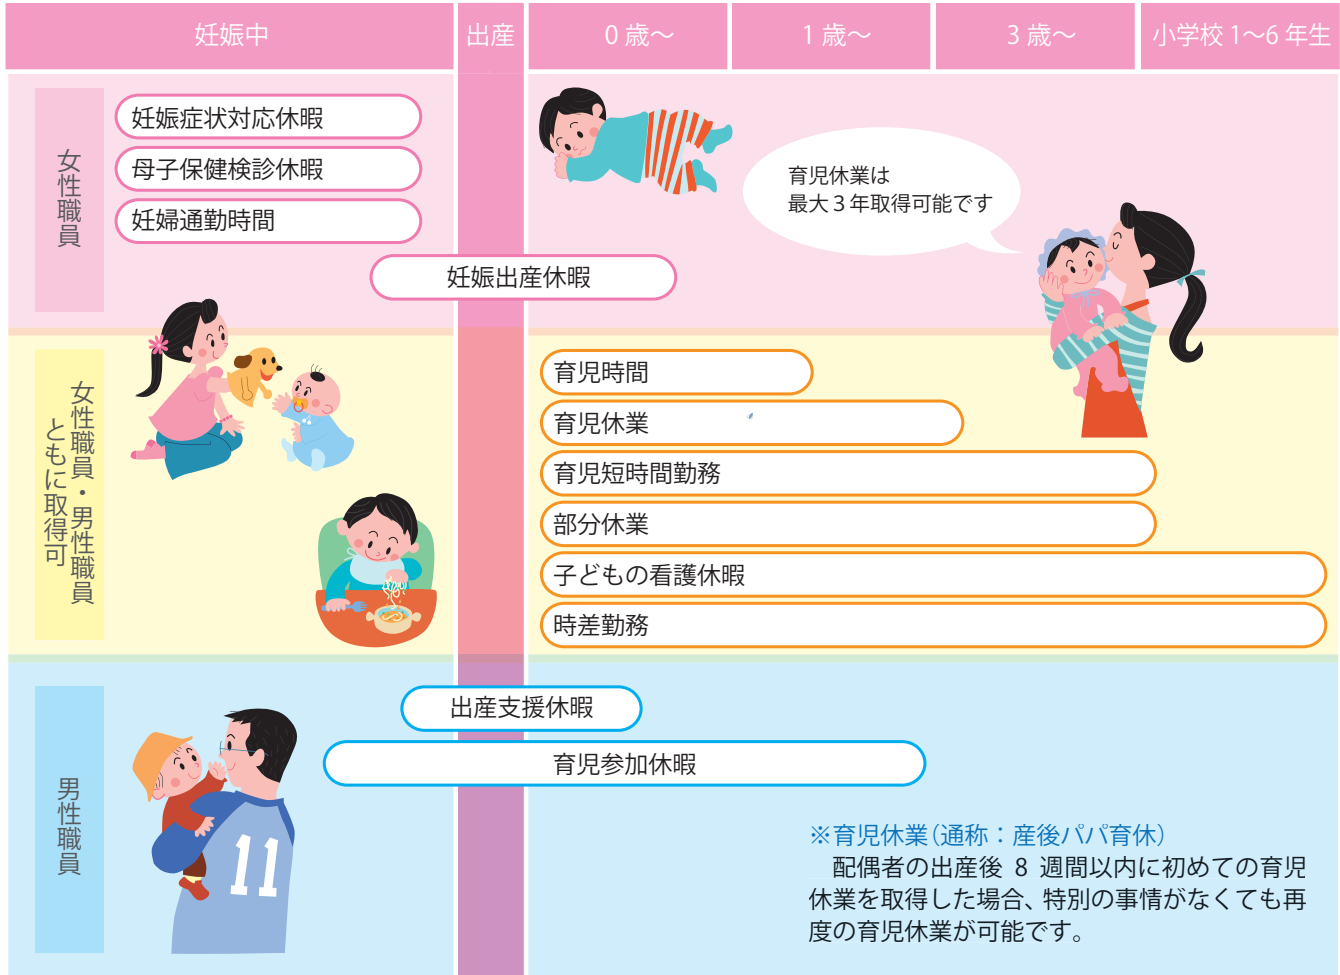 妊娠中
出産
0歳～
1歳～
3歳～
小学校1～6年生
女性職員
妊娠症状対応休暇
母子保健検診休暇
妊婦通勤時間
妊娠出産休暇
育児休業は
最大3年取得可能です
女性職員・男性職員
ともに取得可
育児時間
育児休業
育児短時間勤務
部分休業
子どもの看護休暇
時差勤務
男性職員
出産支援休暇
育児参加休暇
11
※育児休業(通称：産後パパ育休)
配偶者の出産後 8 週間以内に初めての育児
休業を取得した場合、特別の事情がなくても再
度の育児休業が可能です。